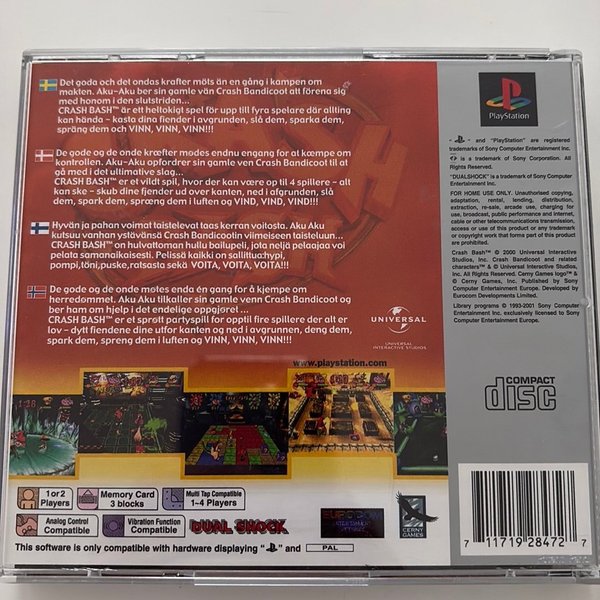 Det goda och det ondas krafter möts än en gång i kampen om
makten. Aku-Aku ber sin gamle vän Crash Bandicoot att förena sig
med honom i den slutstriden...
CRASH BASH™ är ett heltokigt spel för upp till fyra spelare där allting
kan hända – kasta dina fiender i avgrunden, slå dem, sparka dem,
spräng dem och VINN, VINN, VINN!!!
De gode og de onde kræfter mødes endnu engang for at kæmpe om
kontrollen. Aku-Aku opfordrer sin gamle ven Crash Bandicoot til at
gå med i det ultimative slag...
CRASH BASH™ er et vildt spil, hvor der kan være op til 4 spillere – alt
kan ske – skub dine fjender ud over kanten, ned i afgrunden, slå
dem, spark dem, spræng dem i luften og VIND, VIND, VIND!!!
Hyvän ja pahan voimat taistelevat taas kerran voitosta. Aku Aku
kutsuu vanhan ystävänsä Crash Bandicootin viimeiseen taisteluun...
CRASH BASH™ on hulvattoman hullu bailupeli, jota neljä pelaajaa voi
pelata samanaikaisesti. Pelissä kaikki on sallittua:hypi,
pompi,töni,puske,ratsasta sekä VOITA, VOITA, VOITA!!!
De gode og de onde møtes enda én gang for å kjempe om
herredømmet. Aku Aku tilkaller sin gamle venn Crash Bandicoot og
ber ham om hjelp i det endelige oppgjøret ...
CRASH BASH™ er et sprøtt partyspill for opptil fire spillere der alt er
lov – dytt fiendene dine utfor kanten og ned i avgrunnen, deng dem,
spark dem, spreng dem i luften og VINN, VINN, VINN!!!
www.playstation.com
UNIVERSAL
UNIVERSAL
INTERACTIVE STUDIOS
PlayStation
" " and "PlayStation" are registered
trademarks of Sony Computer Entertainment Inc.
is a trademark of Sony Corporation. All
Rights Reserved.
"DUALSHOCK" is a trademark of Sony Computer
Entertainment Inc.
FOR HOME USE ONLY. Unauthorised copying,
adaptation, rental, lending, distribution,
extraction, re-sale, arcade use, charging for
use, broadcast, public performance and internet,
cable or other telecommunications transmission,
access or use of this product or any trademark
or copyright work that forms part of this product
are prohibited.
Crash Bash™ © 2000 Universal Interactive
Studios, Inc. Crash Bandicoot and related
characters™ & © Universal Interactive Studios,
Inc. All Rights Reserved. Cerny Games logo™ &
© Cerny Games, Inc. Published by Sony
Computer Entertainment Europe. Developed by
Eurocom Developments Limited.
Library programs © 1993-2001 Sony Computer
Entertainment Inc. exclusively licensed to Sony
Computer Entertainment Europe.
COMPACT
disc
1 or 2
Players
Memory Card
3 blocks
Multi Tap Compatible
1-4 Players
Analog Control
Compatible
Vibration Function
Compatible
DUAL SHOCK
EUROCOM
CERNY
GAMES
This software is only compatible with hardware displaying " " and PAL
7 11719 28472 7